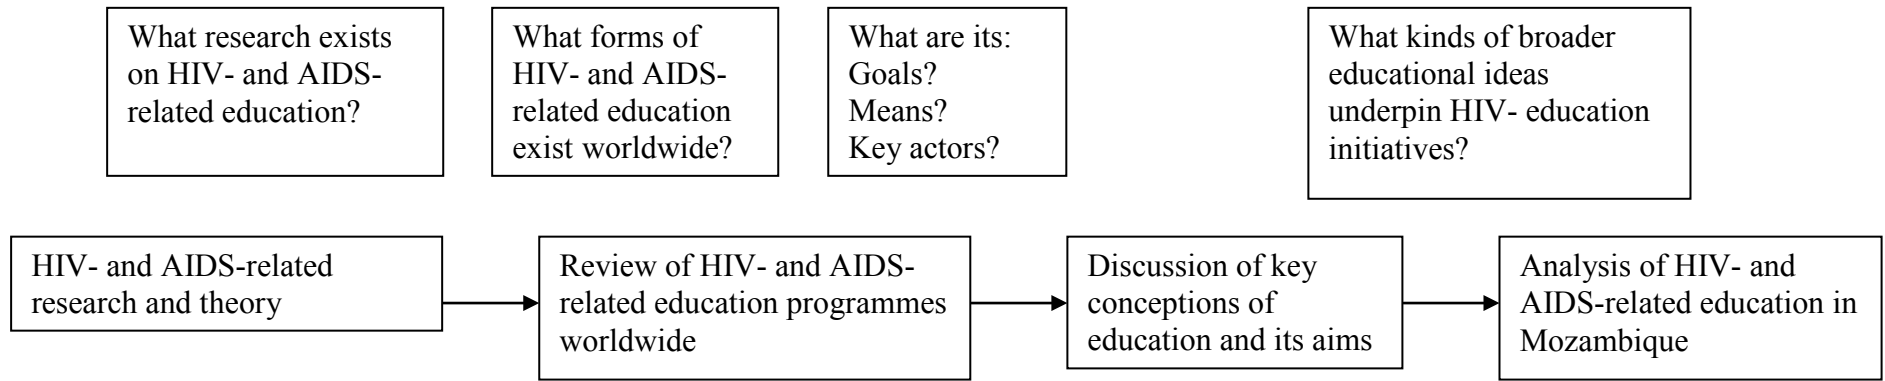 What research exists
on HIV- and AIDS-
related education?
What forms of
HIV- and AIDS-
related education
exist worldwide?
What are its:
Goals?
Means?
Key actors?
What kinds of broader
educational ideas
underpin HIV- education
initiatives?
HIV- and AIDS-related
research and theory
Review of HIV- and AIDS-
related education programmes
worldwide
Discussion of key
conceptions of
education and its aims
Analysis of HIV- and
AIDS-related education in
Mozambique